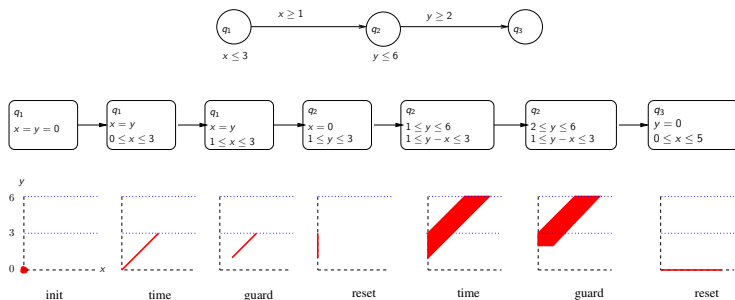 x ≥ 1
y ≥ 2
q1
q2
q3
x ≤ 3
y ≤ 6
q1
x = y = 0
q1
x = y
0 ≤ x ≤ 3
q1
x = y
1 ≤ x ≤ 3
q2
x = 0
1 ≤ y ≤ 3
q2
1 ≤ y ≤ 6
1 ≤ y − x ≤ 3
q2
2 ≤ y ≤ 6
1 ≤ y − x ≤ 3
q3
y = 0
0 ≤ x ≤ 5
y
6
3
0
x
init
time
guard
reset
time
guard
reset